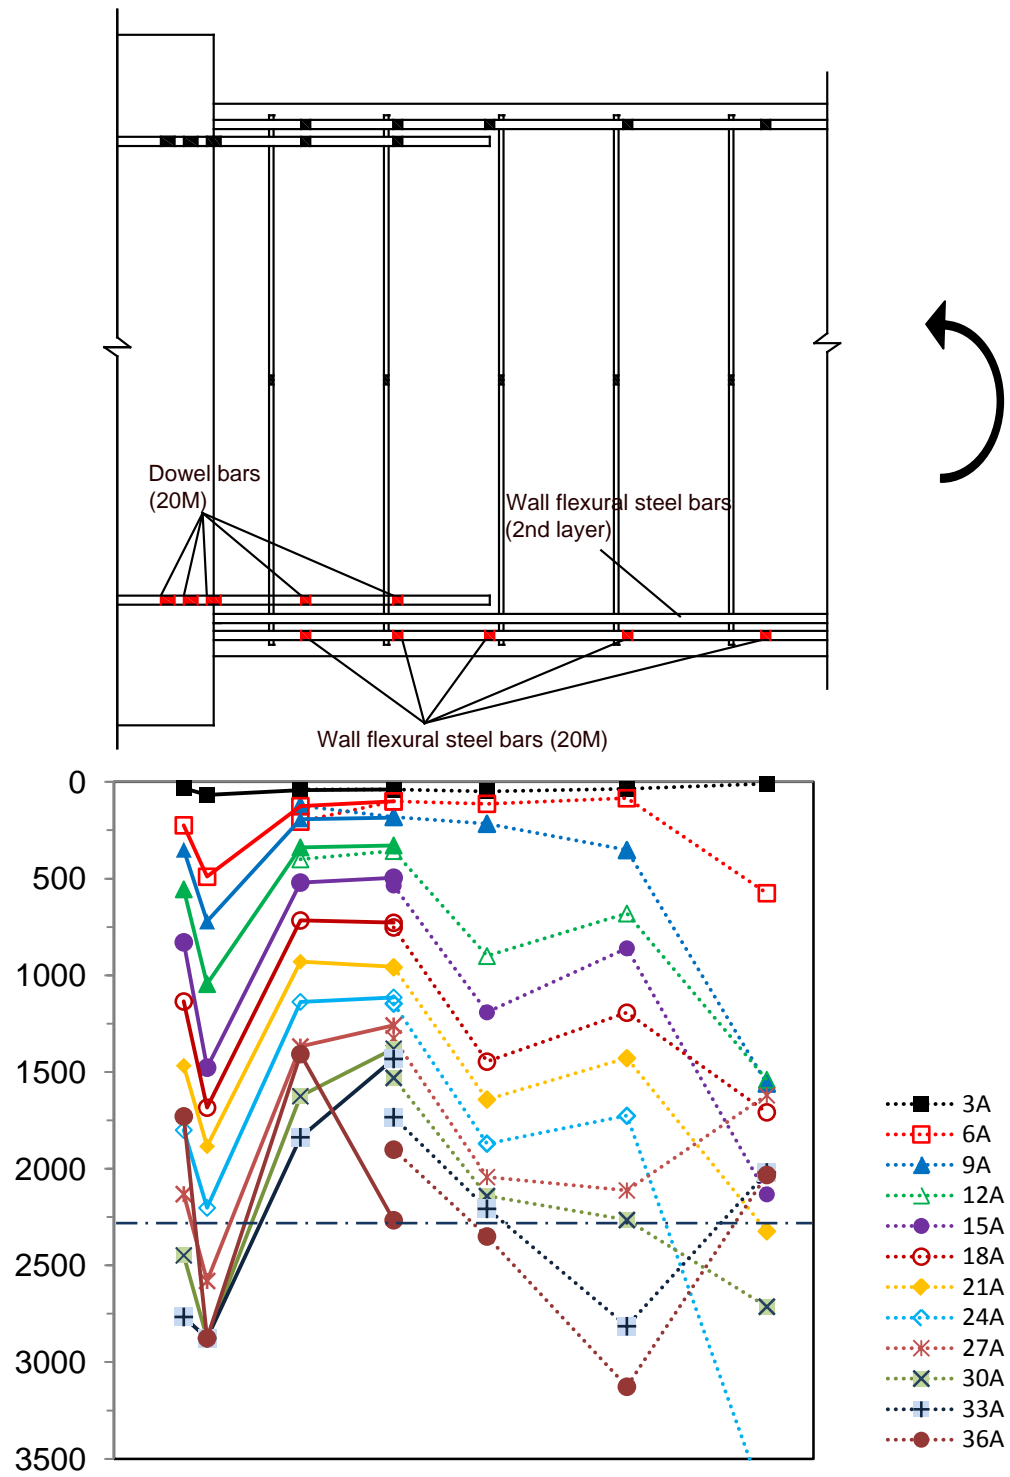 Dowel bars
(20M)
Wall flexural steel bars
(2nd layer)
Wall flexural steel bars (20M)
0
500
1000
1500
2000
2500
3000
3500
3A
6A
9A
12A
15A
18A
21A
24A
27A
30A
33A
36A